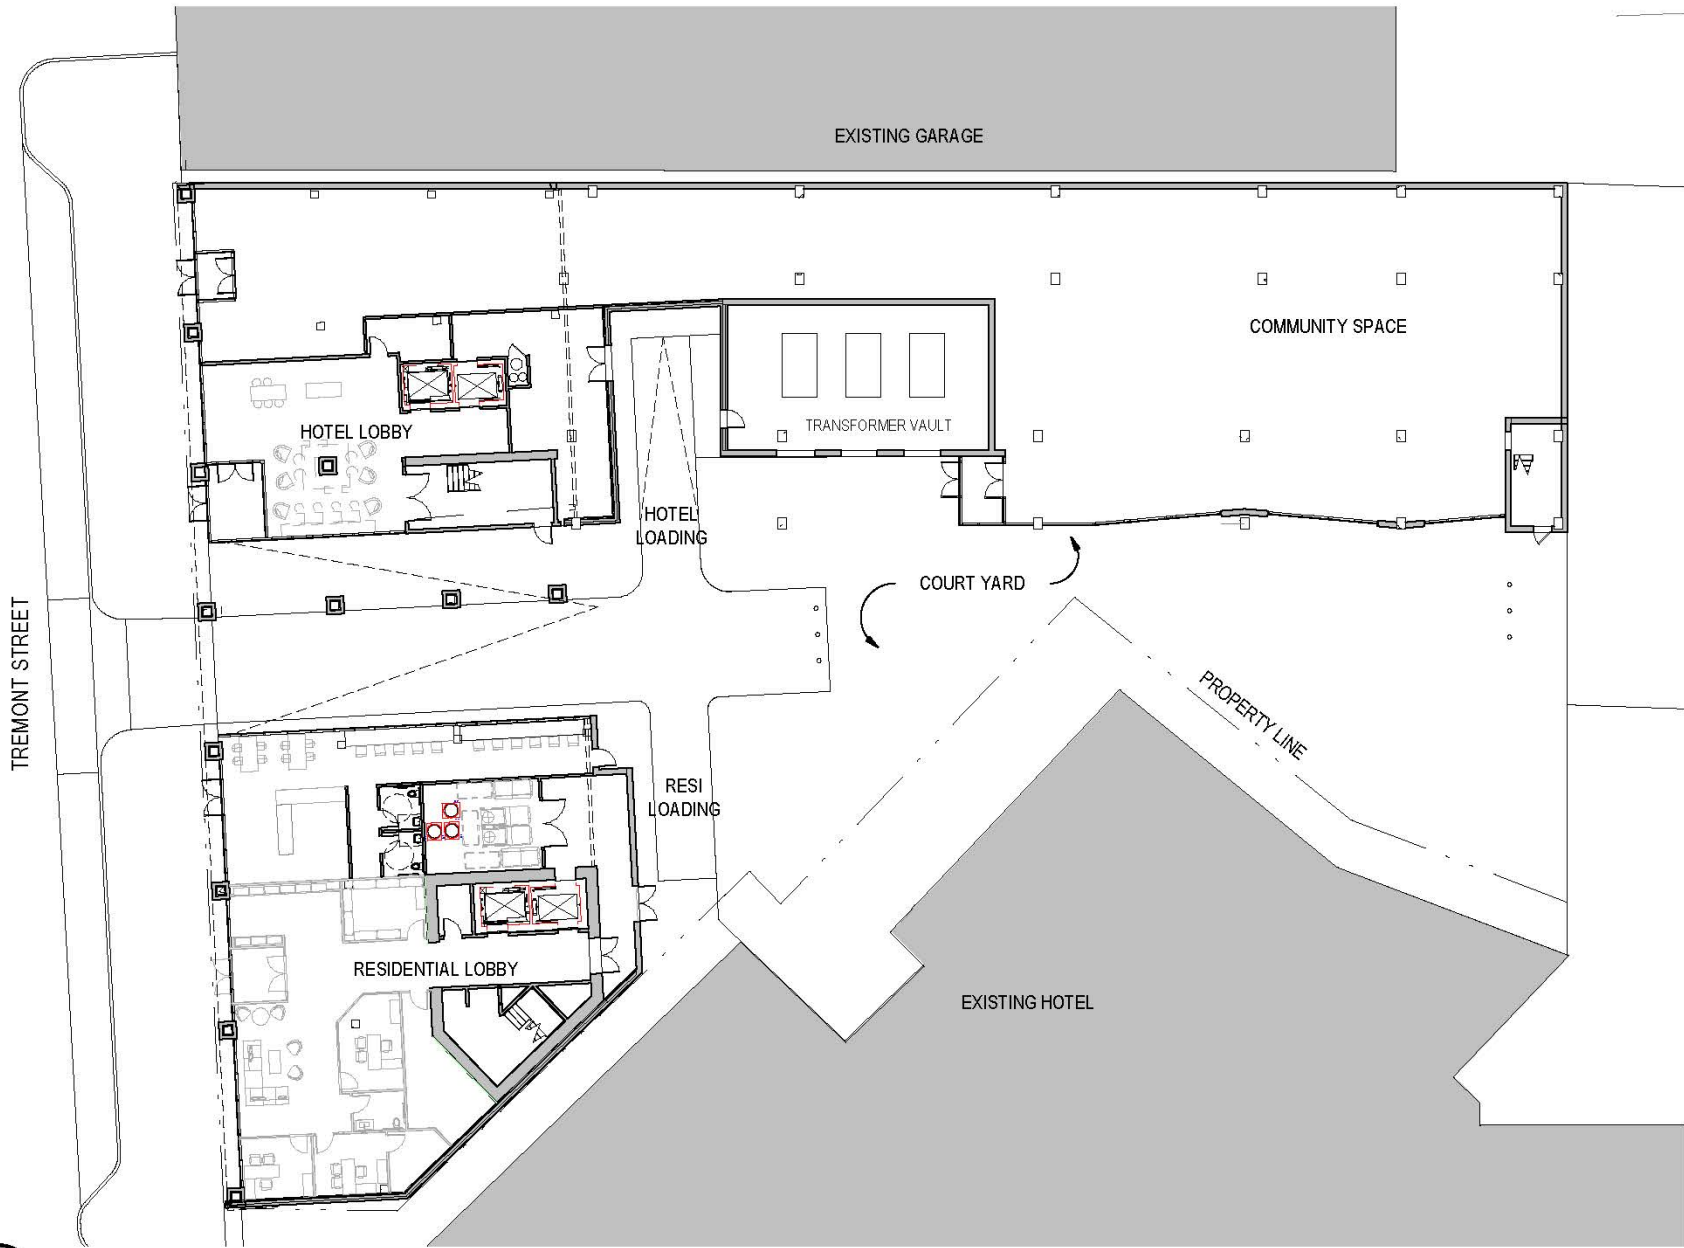 EXISTING GARAGE
COMMUNITY SPACE
TRANSFORMER VAULT
HOTEL LOBBY
HOTEL
LOADING
COURT YARD
TREMONT STREET
PROPERTY LINE
RESI
LOADING
RESIDENTIAL LOBBY
EXISTING HOTEL